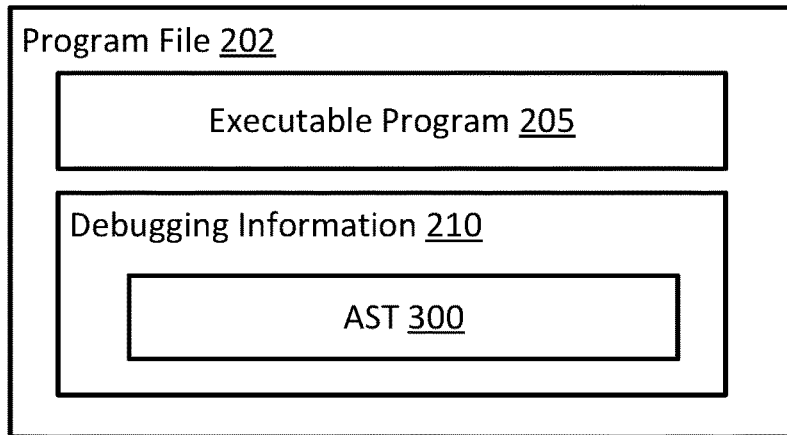 Program File 202
Executable Program 205
Debugging Information 210
AST 300